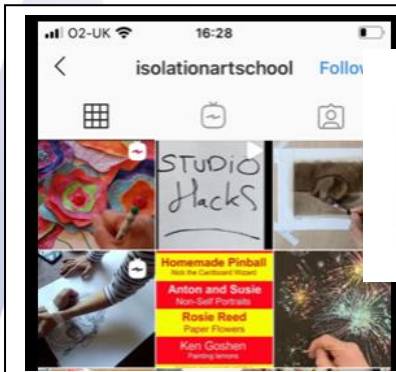 O2-UK 16:28
isolationartschool Follow
STUDIO
Hacks
Homemade Pinball
Nick the Cardboard Wizard
Anton and Susie
Non-Self Portraits
Rosie Reed
Paper Flowers
Ken Goshen
Painting lemons